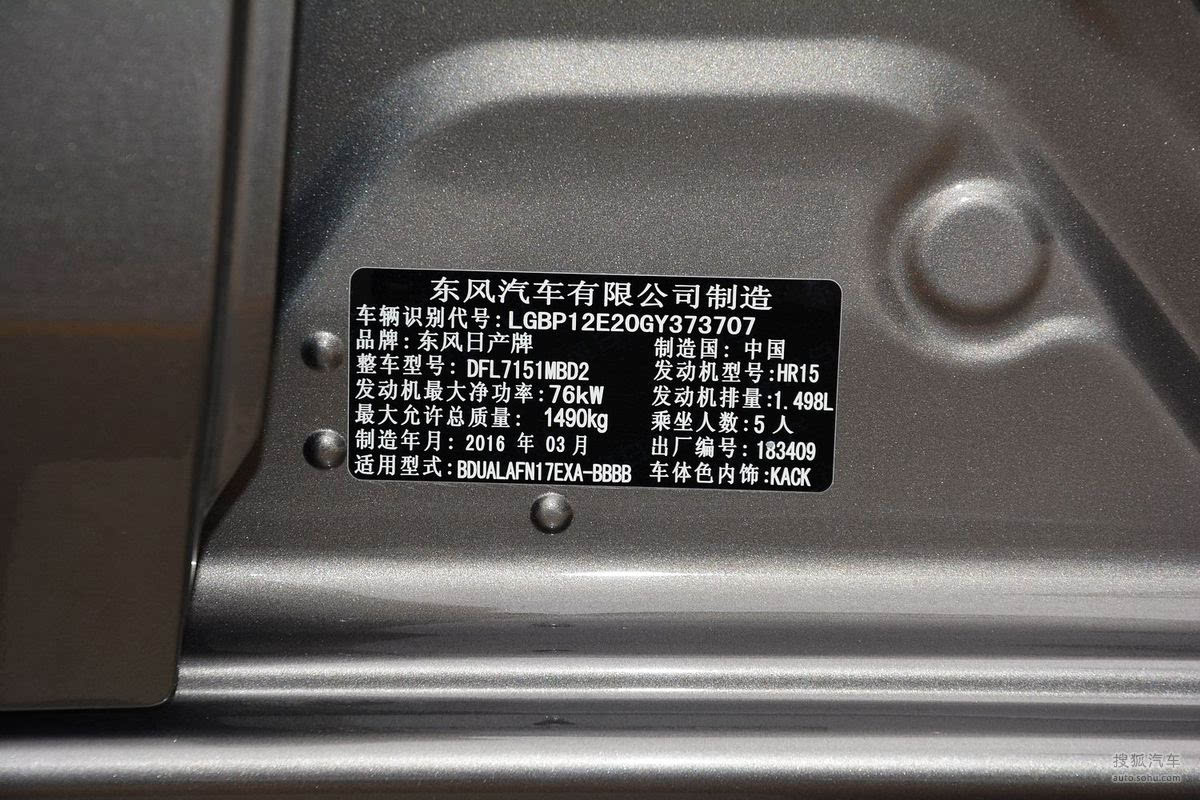 东风汽车有限公司制造
车辆识别代号:LGBP12E20GY373707
品牌: 东风日产牌 制造国: 中国
整车型号: DFL7151MBD2 发动机型号:HR15
发动机最大净功率:76kW 发动机排量:1.498L
最大允许总质量: 1490kg 乘坐人数:5 人
制造年月: 2016 年 03 月 出厂编号: 183409
适用型式:BDUALAFN17EXA-BBBB 车体色内饰:KACK
搜狐汽车
auto.sohu.com